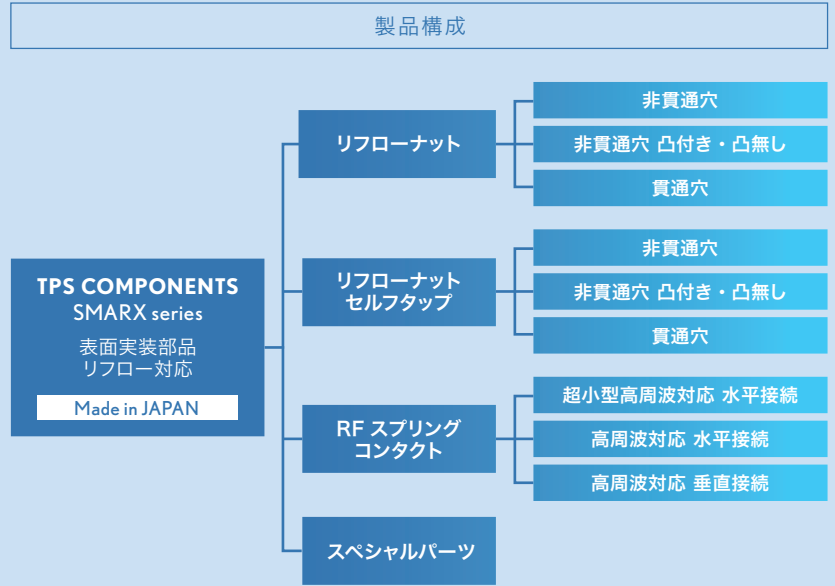 製品構成
TPS COMPONENTS
SMARX series
表面実装部品
リフロー対応
Made in JAPAN
リフローナット
非貫通穴
非貫通穴 凸付き・凸無し
貫通穴
リフローナット
セルフタップ
非貫通穴
非貫通穴 凸付き・凸無し
貫通穴
RF スプリング
コンタクト
超小型高周波対応 水平接続
高周波対応 水平接続
高周波対応 垂直接続
スペシャルパーツ